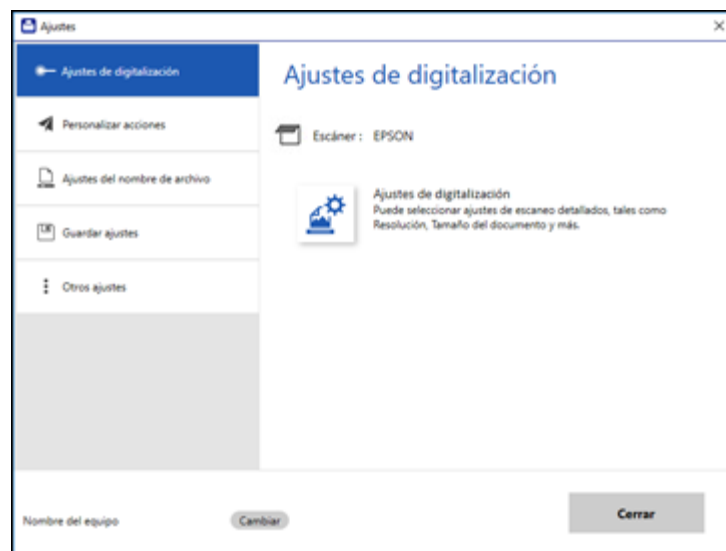 Ajustes
Ajustes de digitalización
Personalizar acciones
Ajustes del nombre de archivo
Guardar ajustes
Otros ajustes
Ajustes de digitalización
Escáner : EPSON
Ajustes de digitalización
Puede seleccionar ajustes de escaneo detallados, tales como
Resolución, Tamaño del documento y más.
Nombre del equipo
Cambiar
Cerrar